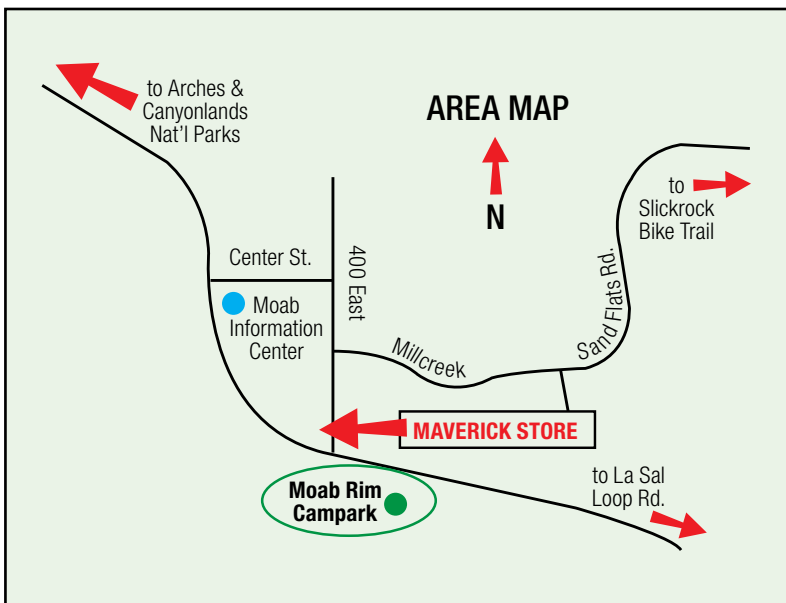 to Arches &
Canyonlands
Nat'l Parks
AREA MAP
N
to
Slickrock
Bike Trail
Center St.
400 East
Moab
Information
Center
Millcreek
Sand Flats Rd.
MAVERICK STORE
Moab Rim
Campark
to La Sal
Loop Rd.